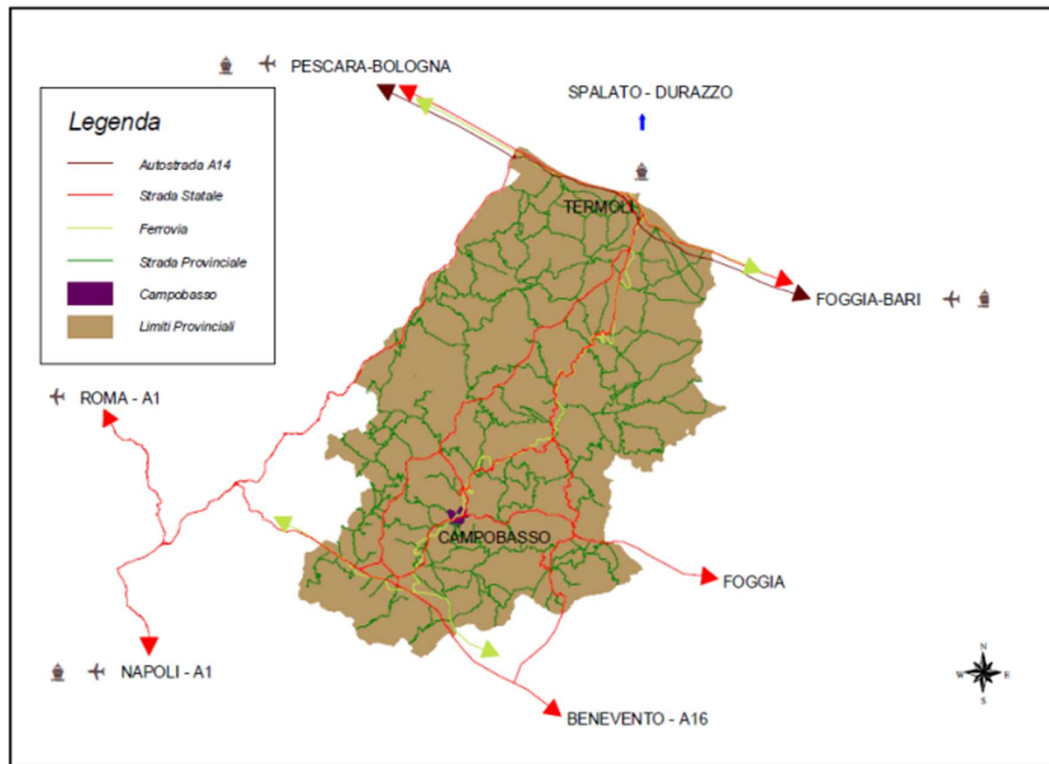 PESCARA-BOLOGNA
SPALATO - DURAZZO
Legenda
Autostrada A14
Strada Statale
Ferrovia
Strada Provinciale
Campobasso
Limiti Provinciali
TERMOLI
FOGGIA-BARI
ROMA - A1
CAMPOBASSO
FOGGIA
NAPOLI - A1
BENEVENTO - A16
N
W E
S